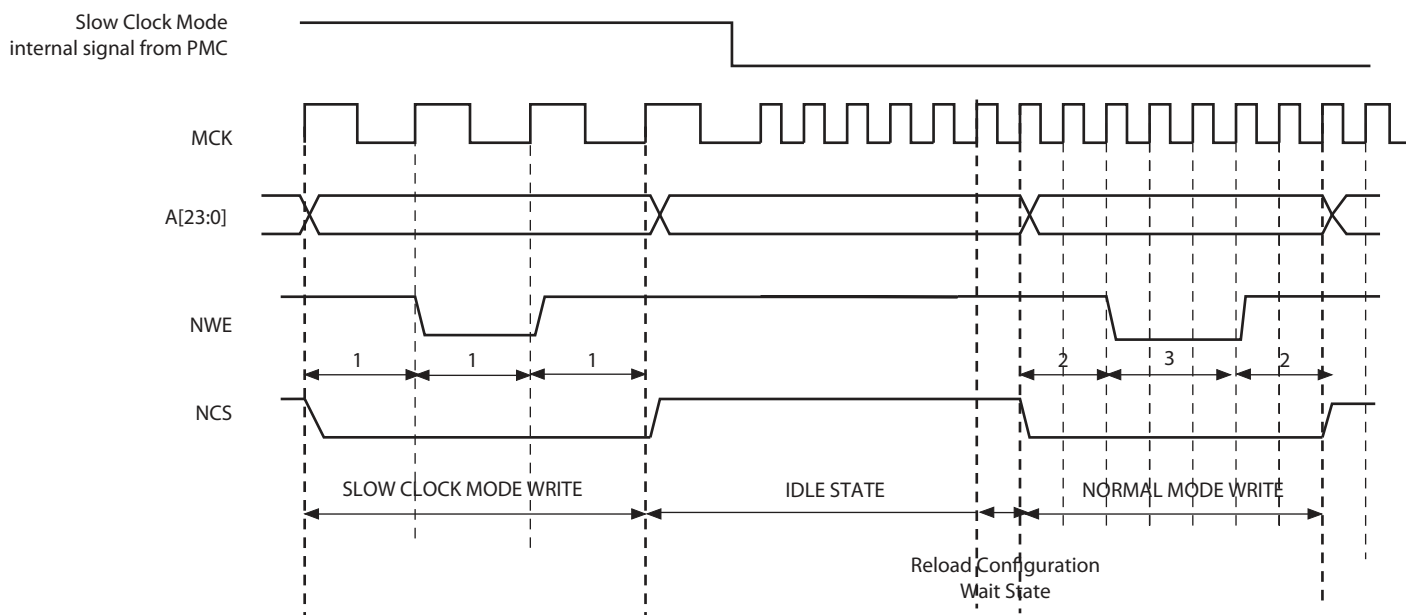 Slow Clock Mode
internal signal from PMC
MCK
A[23:0]
NWE
1 1 1 2 3 2
NCS
SLOW CLOCK MODE WRITE IDLE STATE NORMAL MODE WRITE
Reload Configuration
Wait State